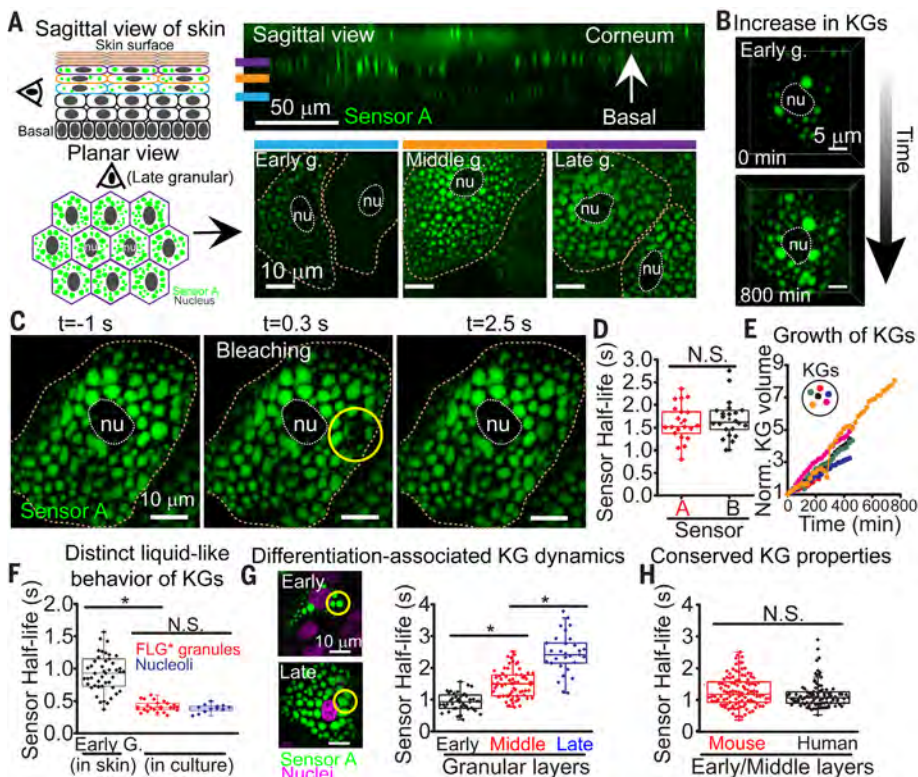 A
Sagittal view of skin
Skin surface
Basal
Planar view
(Late granular)
nu
nu
Sensor A
Nucleus
Sagittal view
Corneum
50 μm
Sensor A
Basal
Early g.
Middle g.
Late g.
nu
nu
nu
nu
nu
10 μm
B
Increase in KGs
Early g.
nu
5 μm
0 min
nu
800 min
Time
C
t=-1 s
t=0.3 s
t=2.5 s
Bleaching
nu
nu
nu
Sensor A
10 μm
D
N.S.
Sensor Half-life (s)
3.0
2.5
2.0
1.5
1.0
0.5
0.0
A
B
Sensor
E
Growth of KGs
KGs
Norm. KG volume
9
7
5
3
1
0
200
400
600
800
Time (min)
F
Distinct liquid-like
behavior of KGs
Sensor Half-life (s)
2.0
1.5
1.0
0.5
0.0
*
N.S.
FLG* granules
Nucleoli
Early G.
(in skin)
(in culture)
G
Differentiation-associated KG dynamics
Early
10 μm
Late
Sensor A
Nuclei
Sensor Half-life (s)
4
3
2
1
0
*
*
Early
Middle
Late
Granular layers
H
Conserved KG properties
Sensor Half-life (s)
4
3
2
1
0
N.S.
Mouse
Human
Early/Middle layers